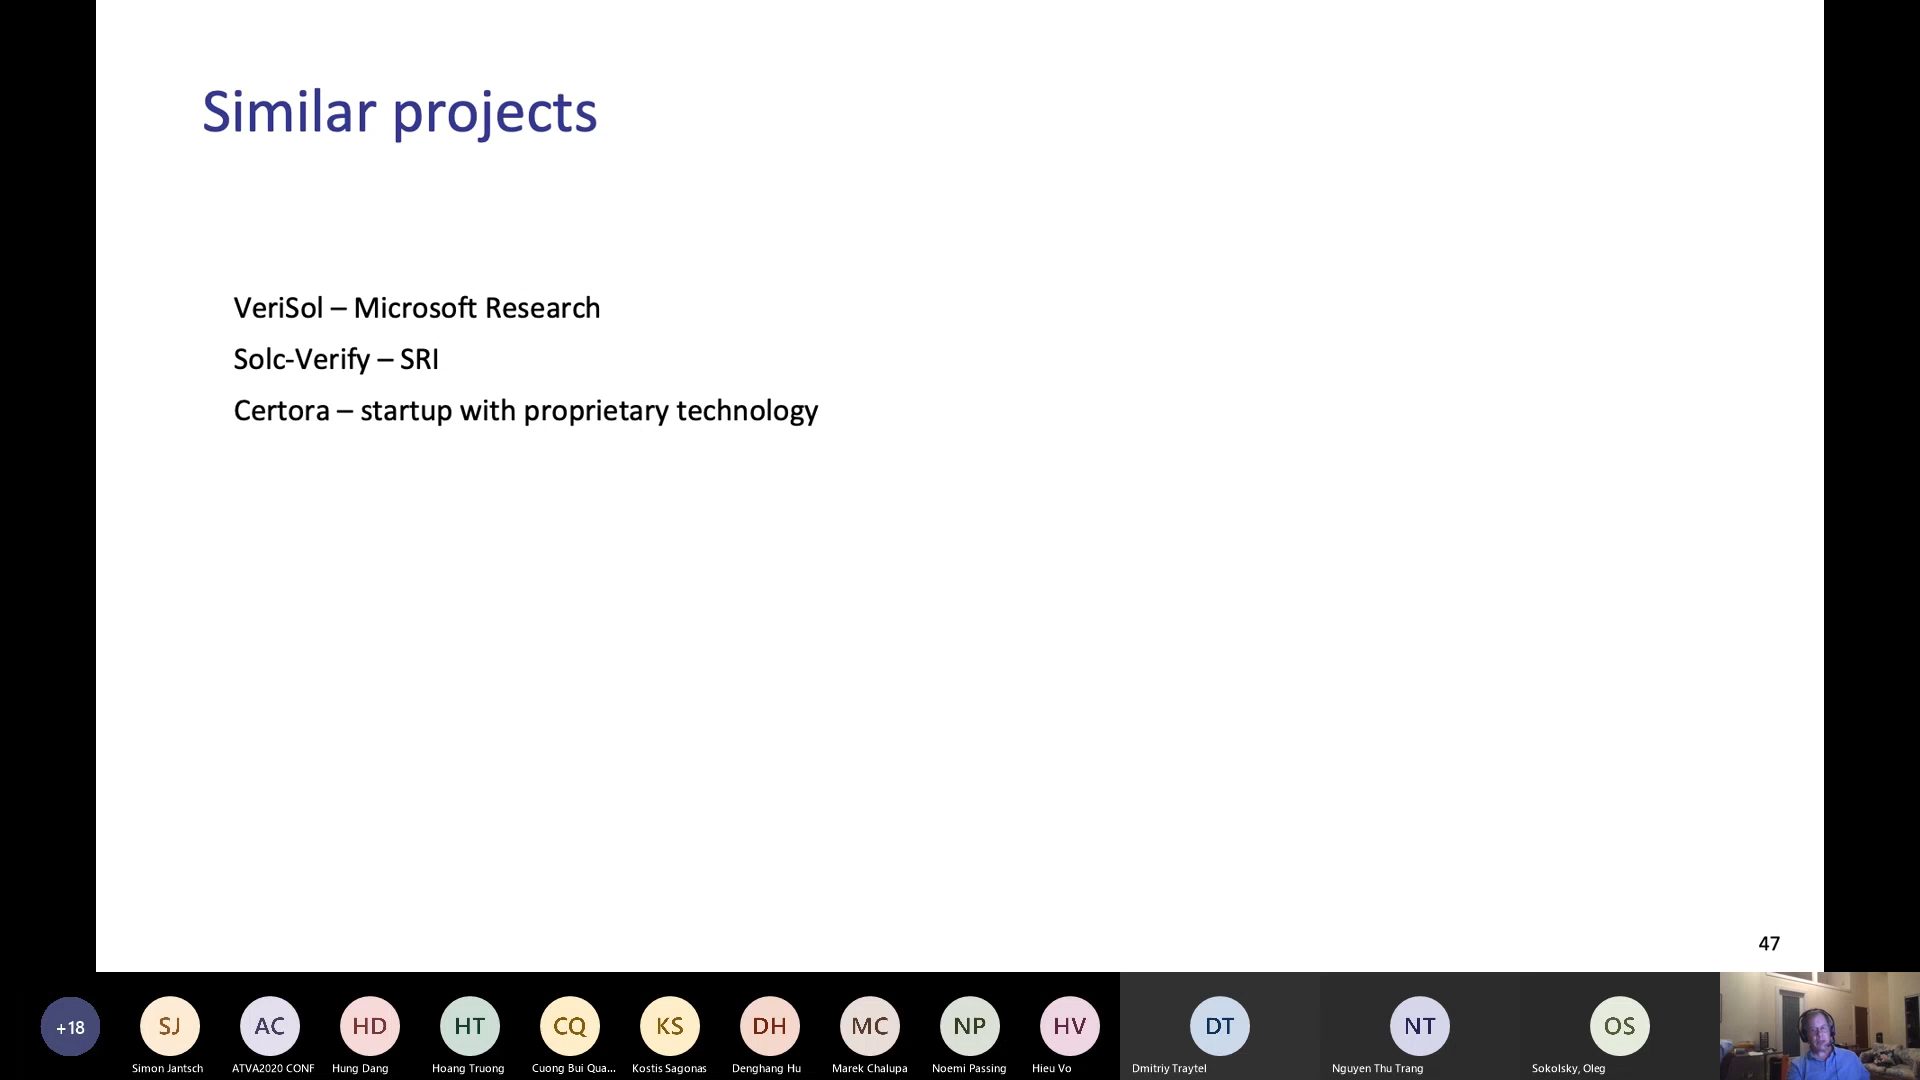 Similar projects
VeriSol – Microsoft Research
Solc-Verify – SRI
Certora – startup with proprietary technology
47
+18
SJ
AC
HD
HT
CQ
KS
DH
MC
NP
HV
DT
NT
OS
Simon Jantsch
ATVA2020 CONF
Hung Dang
Hoang Truong
Cuong Bui Qua...
Kostis Sagonas
Denghang Hu
Marek Chalupa
Noemi Passing
Hieu Vo
Dmitriy Traytel
Nguyen Thu Trang
Sokolsky, Oleg